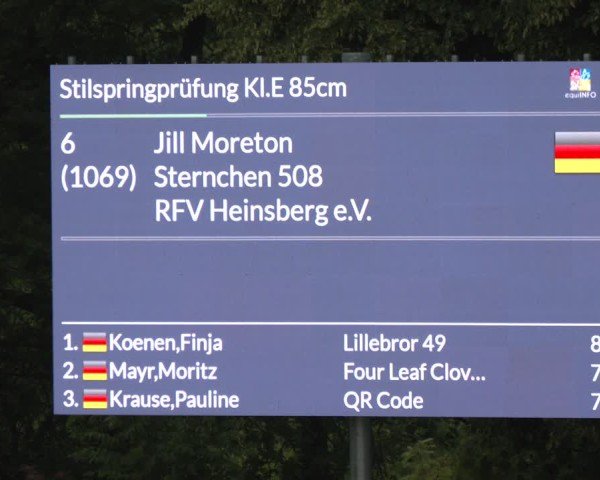 Stilspringprüfung Kl.E 85cm
equiINFO
6 Jill Moreton
(1069) Sternchen 508
RFV Heinsberg e.V.
1. Koenen,Finja Lillebror 49 8
2. Mayr,Moritz Four Leaf Clov... 7
3. Krause,Pauline QR Code 7